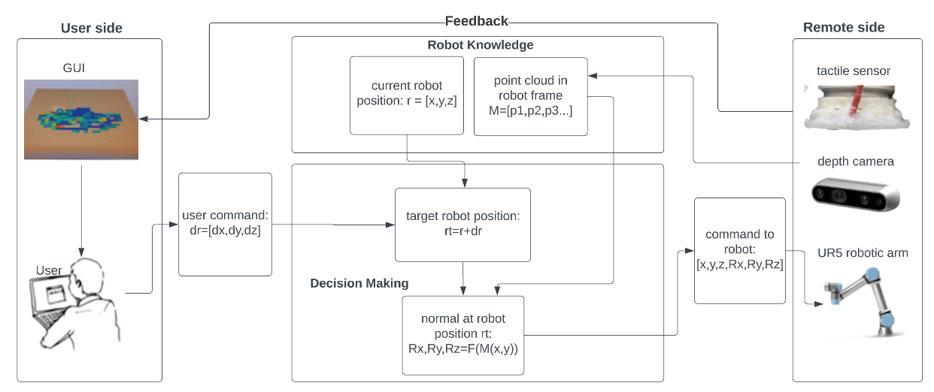 Feedback
User side
Remote side
Robot Knowledge
GUI
current robot
position: r = [x,y,z]
point cloud in
robot frame
M=[p1,p2,p3...]
tactile sensor
depth camera
user command:
dr=[dx,dy,dz]
target robot position:
rt=r+dr
command to
robot:
[x,y,z,Rx,Ry,Rz]
UR5 robotic arm
User
Decision Making
normal at robot
position rt:
Rx,Ry,Rz=F(M(x,y))